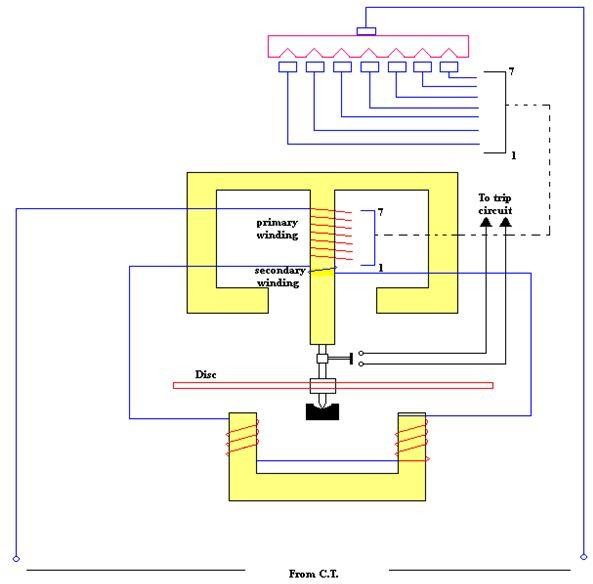 7
1
To trip
circuit
7
primary
winding
1
secondary
winding
Disc
From C.T.